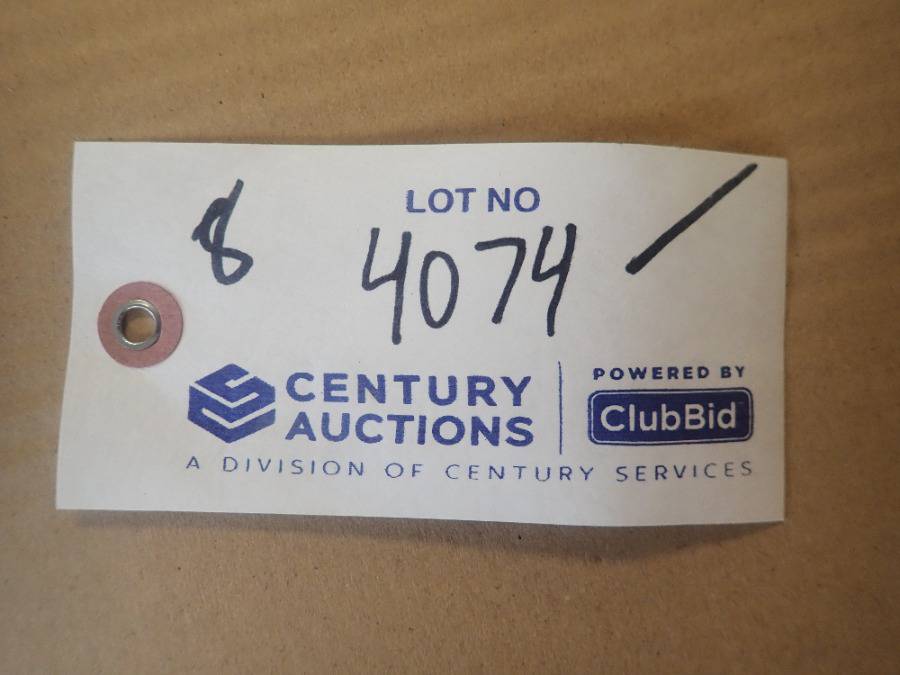 LOT NO
8 4074 /
CENTURY
AUCTIONS
POWERED BY
ClubBid
A DIVISION OF CENTURY SERVICES